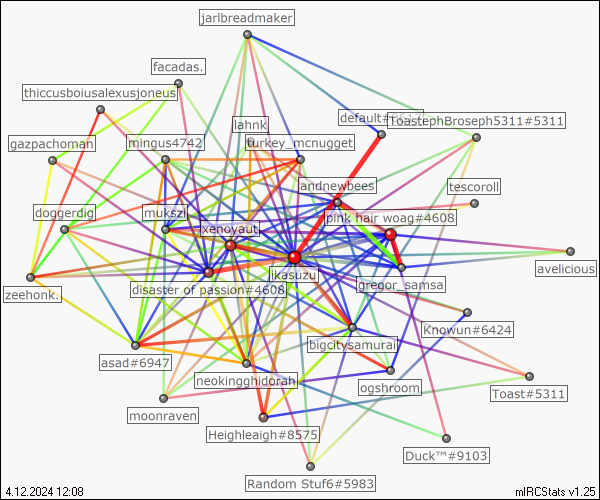 jarlbreadmaker
facadas.
thiccusboiusalexusjoneus
default#
ToastephBroseph5311#5311
lahnk
gazpachoman
mingus4742
turkey_mcnugget
andnewbees
tescoroll
doggerdig
mukszi
pink hair woag#4608
xenoyaut
likasuzu
avelicious
zeehonk.
disaster of passion#4608
gregor_samsa
Knowun#6424
bigcitysamurai
asad#6947
neokingghidorah
ogshroom
Toast#5311
moonraven
Heighleaigh#8575
Duck™#9103
Random Stuf6#5983
4.12.2024 12:08
mIRCStats v1.25